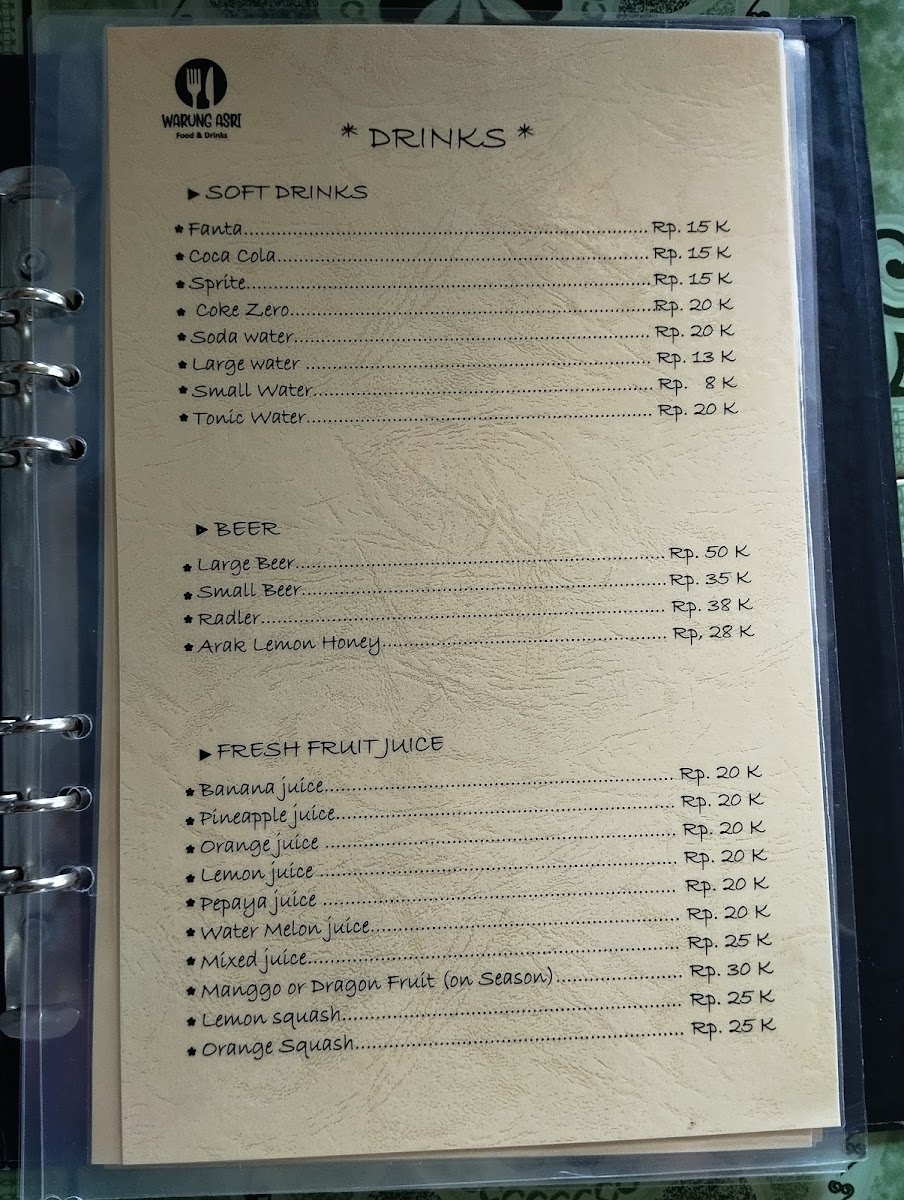 WARUNG ASRI
Food & Drinks
* DRINKS *
▶ SOFT DRINKS
Fanta Rp. 15 K
Coca Cola Rp. 15 K
Sprite Rp. 15 K
Coke Zero Rp. 20 K
Soda water Rp. 20 K
Large water Rp. 13 K
Small Water Rp. 8 K
Tonic Water Rp. 20 K
▶ BEER
Large Beer Rp. 50 K
Small Beer Rp. 35 K
Radler Rp. 38 K
Arak Lemon Honey Rp, 28 K
▶ FRESH FRUIT JUICE
Banana juice Rp. 20 K
Pineapple juice Rp. 20 K
Orange juice Rp. 20 K
Lemon juice Rp. 20 K
Pepaya juice Rp. 20 K
Water Melon juice Rp. 20 K
Mixed juice Rp. 25 K
Manggo or Dragon Fruit (on Season) Rp. 30 K
Lemon squash Rp. 25 K
Orange Squash Rp. 25 K